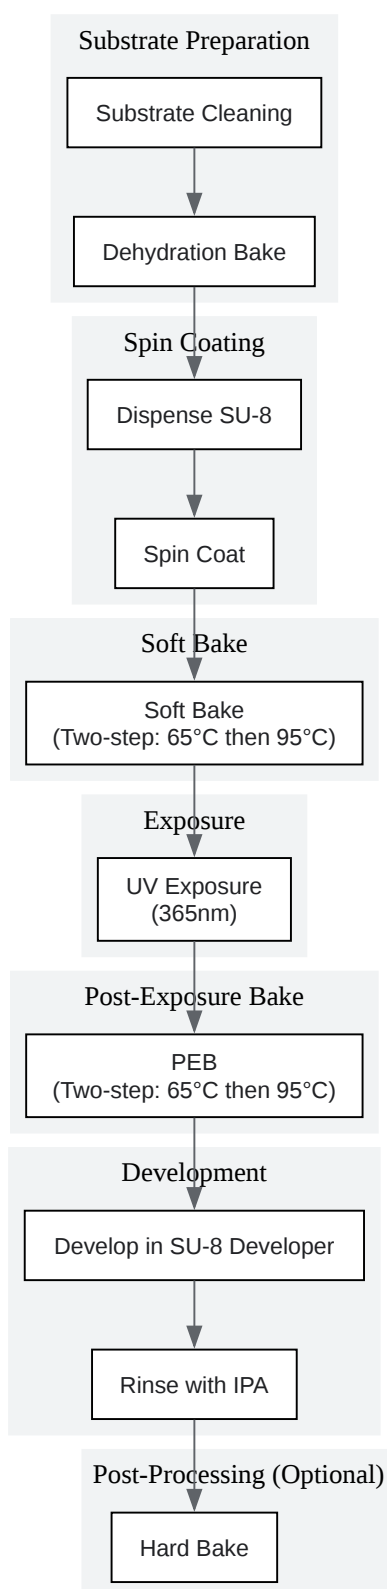 Substrate Preparation
Substrate Cleaning
Dehydration Bake
Spin Coating
Dispense SU-8
Spin Coat
Soft Bake
Soft Bake
(Two-step: 65°C then 95°C)
Exposure
UV Exposure
(365nm)
Post-Exposure Bake
PEB
(Two-step: 65°C then 95°C)
Development
Develop in SU-8 Developer
Rinse with IPA
Post-Processing (Optional)
Hard Bake